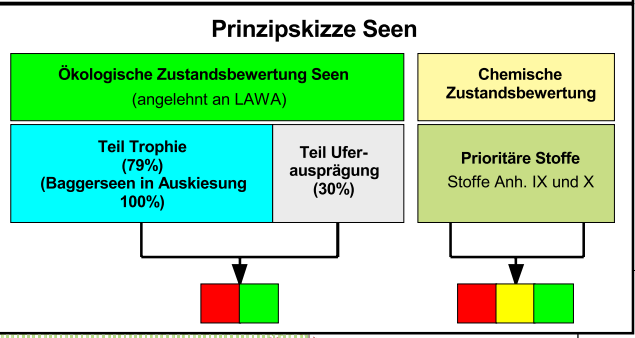 Prinzipskizze Seen
Ökologische Zustandsbewertung Seen
(angelehnt an LAWA)
Chemische
Zustandsbewertung
Teil Trophie
(79%)
(Baggerseen in Auskiesung
100%)
Teil Ufer-
ausprägung
(30%)
Prioritäre Stoffe
Stoffe Anh. IX und X